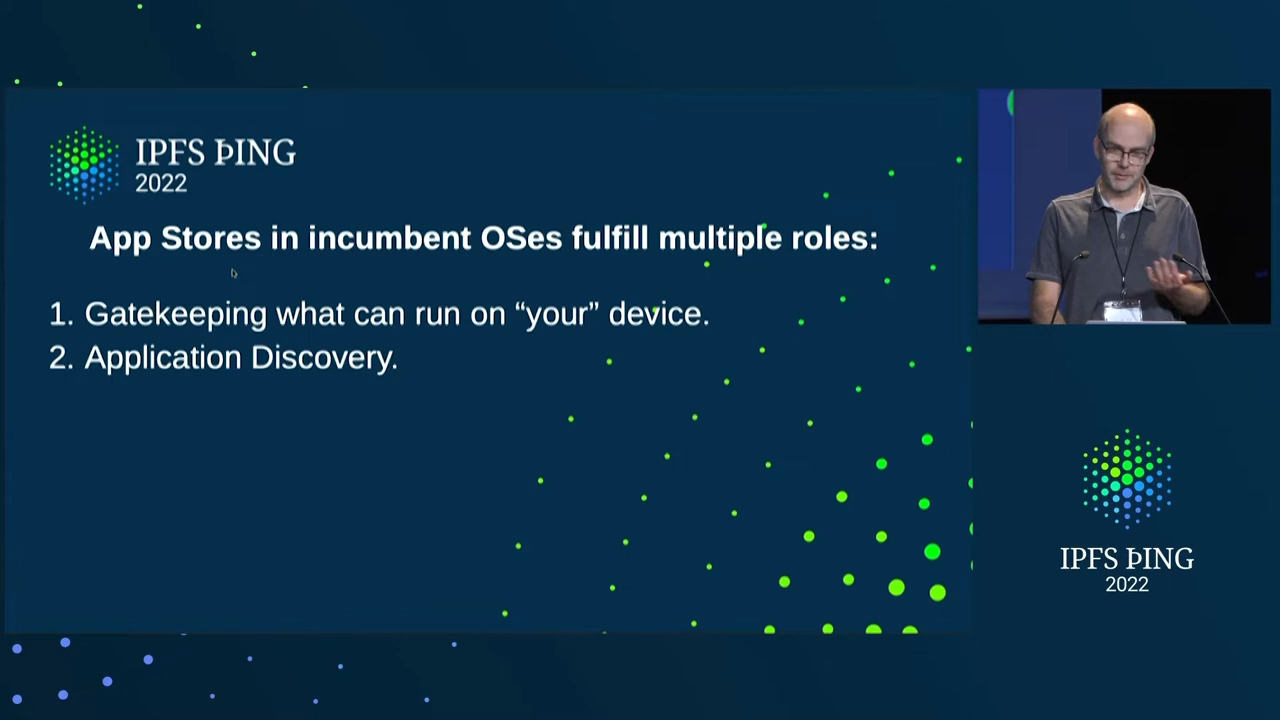 IPFS ÞING
2022
App Stores in incumbent OSes fulfill multiple roles:
1. Gatekeeping what can run on “your” device.
2. Application Discovery.
IPFS ÞING
2022